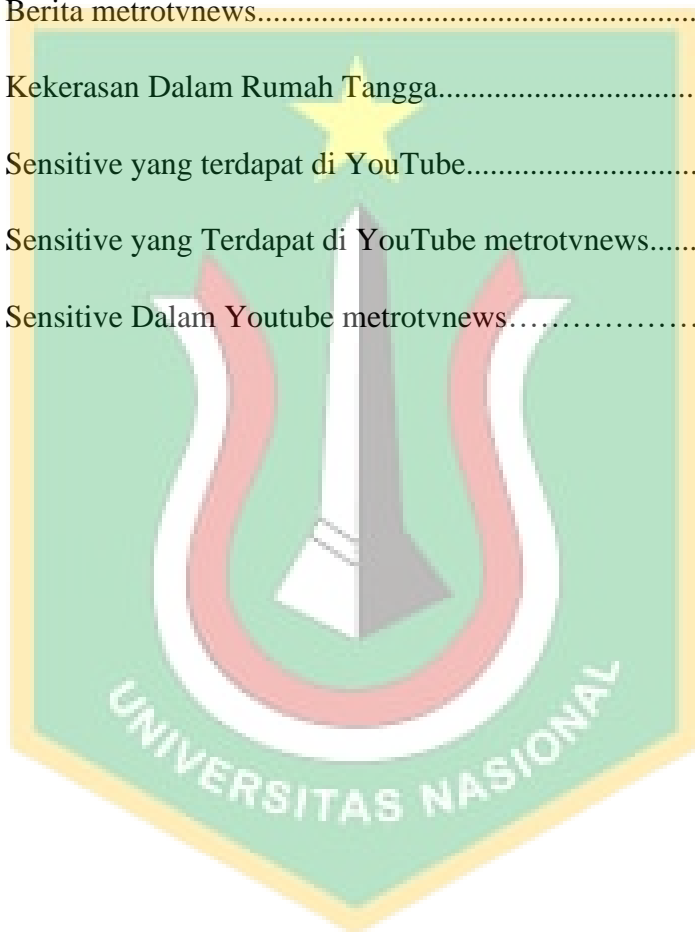 Berita metrotvnews.......................................................
Kekerasan Dalam Rumah Tangga................................
Sensitive yang terdapat di YouTube............................
Sensitive yang Terdapat di YouTube metrotvnews......
Sensitive Dalam Youtube metrotvnews………………
UNIVERSITAS NASIONAL